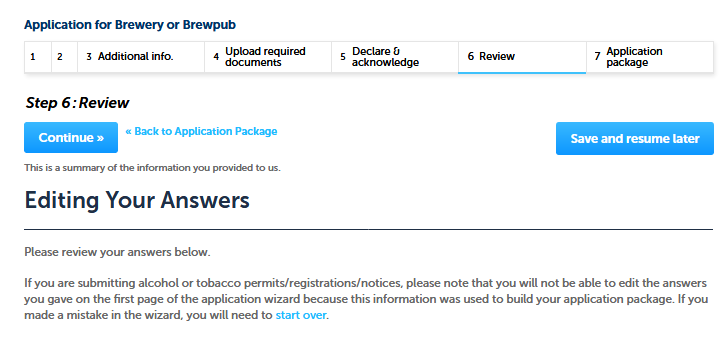 Application for Brewery or Brewpub
1
2
3 Additional info.
4 Upload required
documents
5 Declare &
acknowledge
6 Review
7 Application
package
Step 6: Review
Continue »
« Back to Application Package
Save and resume later
This is a summary of the information you provided to us.
Editing Your Answers
Please review your answers below.
If you are submitting alcohol or tobacco permits/registrations/notices, please note that you will not be able to edit the answers
you gave on the first page of the application wizard because this information was used to build your application package. If you
made a mistake in the wizard, you will need to start over.